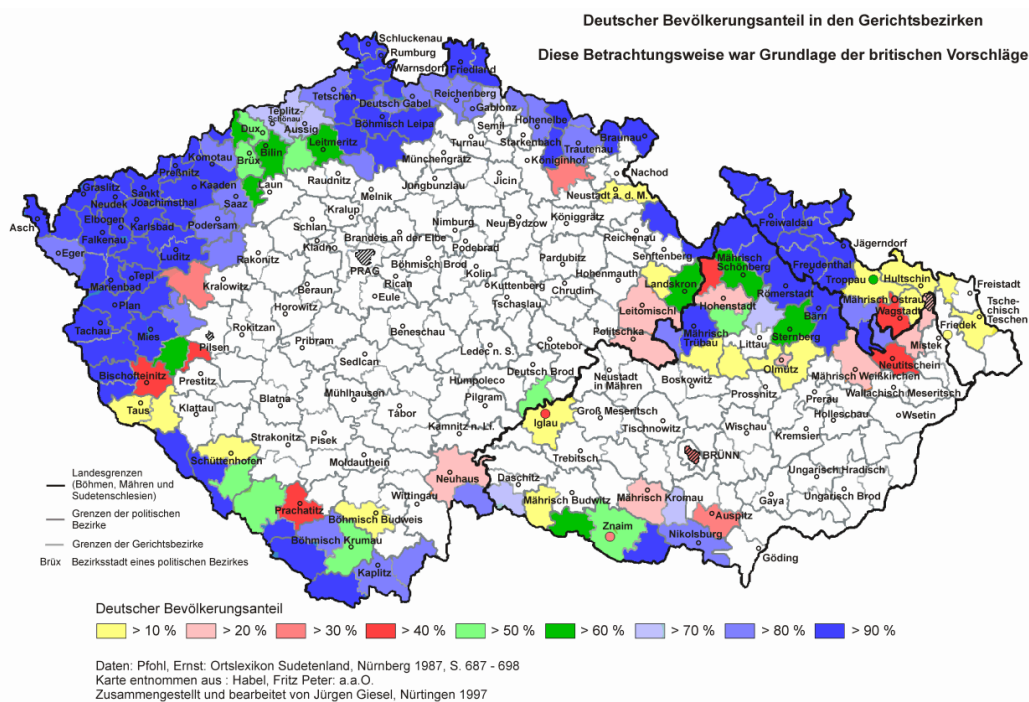 Deutscher Bevölkerungsanteil in den Gerichtsbezirken
Diese Betrachtungsweise war Grundlage der britischen Vorschläge
Schluckenau
Rumburg
Warnsdorf
Friedland
Tetschen
Deutsch Gabel
Reichenberg
Gablonz
Teplitz-
Schönau
Aussig
Böhmisch Leipa
Hohenelbe
Braunau
Dux
Bilin
Leitmeritz
Semil
Turnau
Starkenbach
Trautenau
Brüx
Münchengrätz
Königinhof
Komotau
Preßnitz
Laun
Raudnitz
Jungbunzlau
Jicin
Nachod
Graslitz
Sankt
Joachimsthal
Kaaden
Saaz
Melnik
Neustadt a. d. M.
Neudek
Elbogen
Karlsbad
Podersam
Schlan
Kralup
Nimburg
Neu Bydzow
Königgrätz
Freiwaldau
Asch
Falkenau
Kladno
Brandeis an der Elbe
Podebrad
Reichenau
Jägerndorf
Eger
Luditz
Rakonitz
PRAG
Böhmisch Brod
Kolin
Pardubitz
Senftenberg
Mährisch
Schönberg
Freudenthal
Troppau
Hultschin
Tepl
Marienbad
Kralowitz
Beraun
Rican
Eule
Kuttenberg
Chrudim
Hohenmauth
Landskron
Römerstadt
Freistadt
Plan
Horowitz
Tschaslau
Leitomischl
Hohenstadt
Bärn
Mährisch Ostrau
Wagstadt
Tsche-
chisch
Teschen
Tachau
Mies
Rokitzan
Pribram
Beneschau
Politschka
Mährisch
Trübau
Littau
Sternberg
Friedek
Pilsen
Sedlcan
Ledec n. S.
Chotebor
Mistek
Bischofteinitz
Prestitz
Deutsch Brod
Olmütz
Neutitschein
Humpoleco
Neustadt
in Mähren
Boskowitz
Mährisch Weißkirchen
Taus
Klattau
Blatna
Mühlhausen
Pilgram
Prossnitz
Prerau
Wallachisch Meseritsch
Tábor
Iglau
Groß Meseritsch
Holleschau
Wsetin
Strakonitz
Pisek
Kamnitz n. Lf.
Tischnowitz
Wischau
Kremsier
Schüttenhofen
Moldauthein
Trebitsch
BRÜNN
Neuhaus
Daschitz
Ungarisch Hradisch
Prachatitz
Wittingau
Mährisch Budwitz
Mährisch Kromau
Gaya
Ungarisch Brod
Böhmisch Budweis
Znaim
Auspitz
Böhmisch Krumau
Nikolsburg
Göding
Kaplitz
Landesgrenzen
(Böhmen, Mähren und
Sudetenschlesien)
Grenzen der politischen
Bezirke
Grenzen der Gerichtsbezirke
Brüx Bezirksstadt eines politischen Bezirkes
Deutscher Bevölkerungsanteil
> 10 % > 20 % > 30 % > 40 % > 50 % > 60 % > 70 % > 80 % > 90 %
Daten: Pfohl, Ernst: Ortslexikon Sudetenland, Nürnberg 1987, S. 687 - 698
Karte entnommen aus : Habel, Fritz Peter: a.a.O.
Zusammengestellt und bearbeitet von Jürgen Giesel, Nürtingen 1997